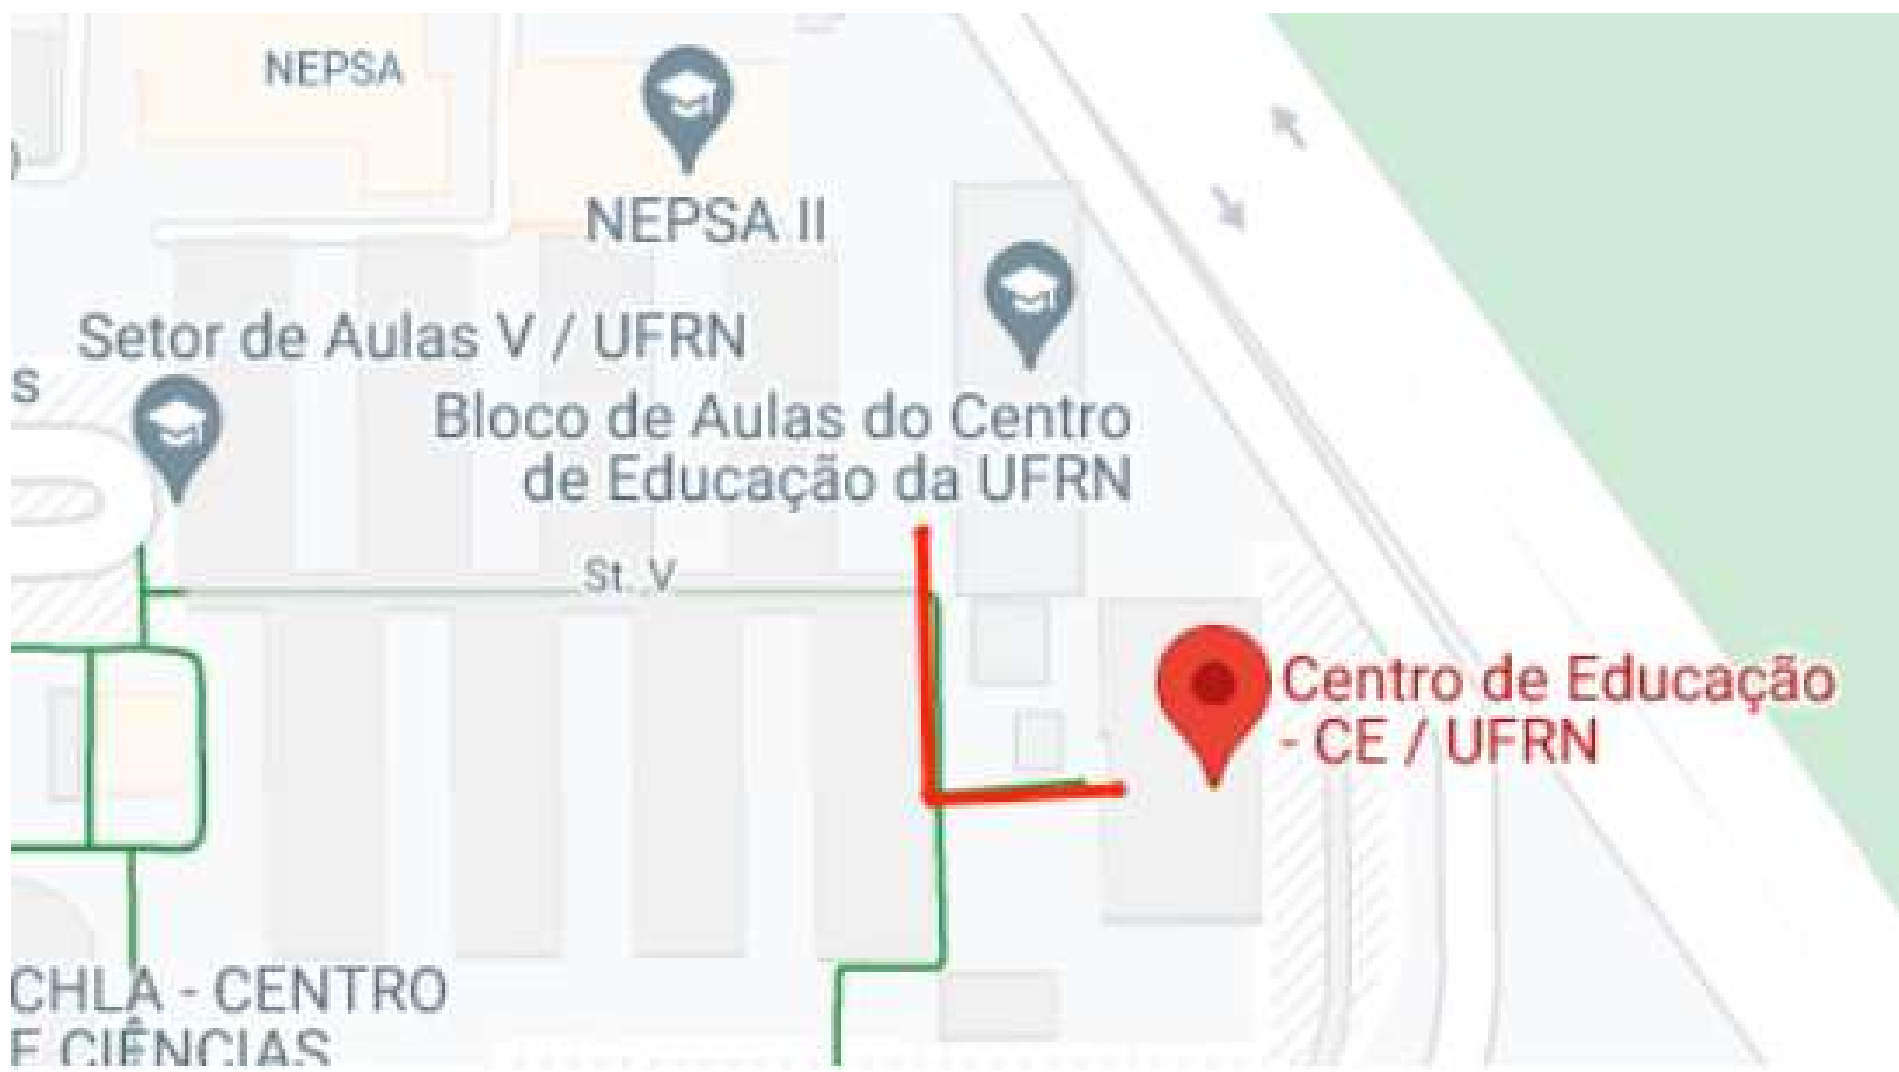 NEPSA
NEPSA II
Setor de Aulas V / UFRN
s
Bloco de Aulas do Centro
de Educação da UFRN
St. V
Centro de Educação
- CE / UFRN
CHLA - CENTRO
E CIÊNCIAS